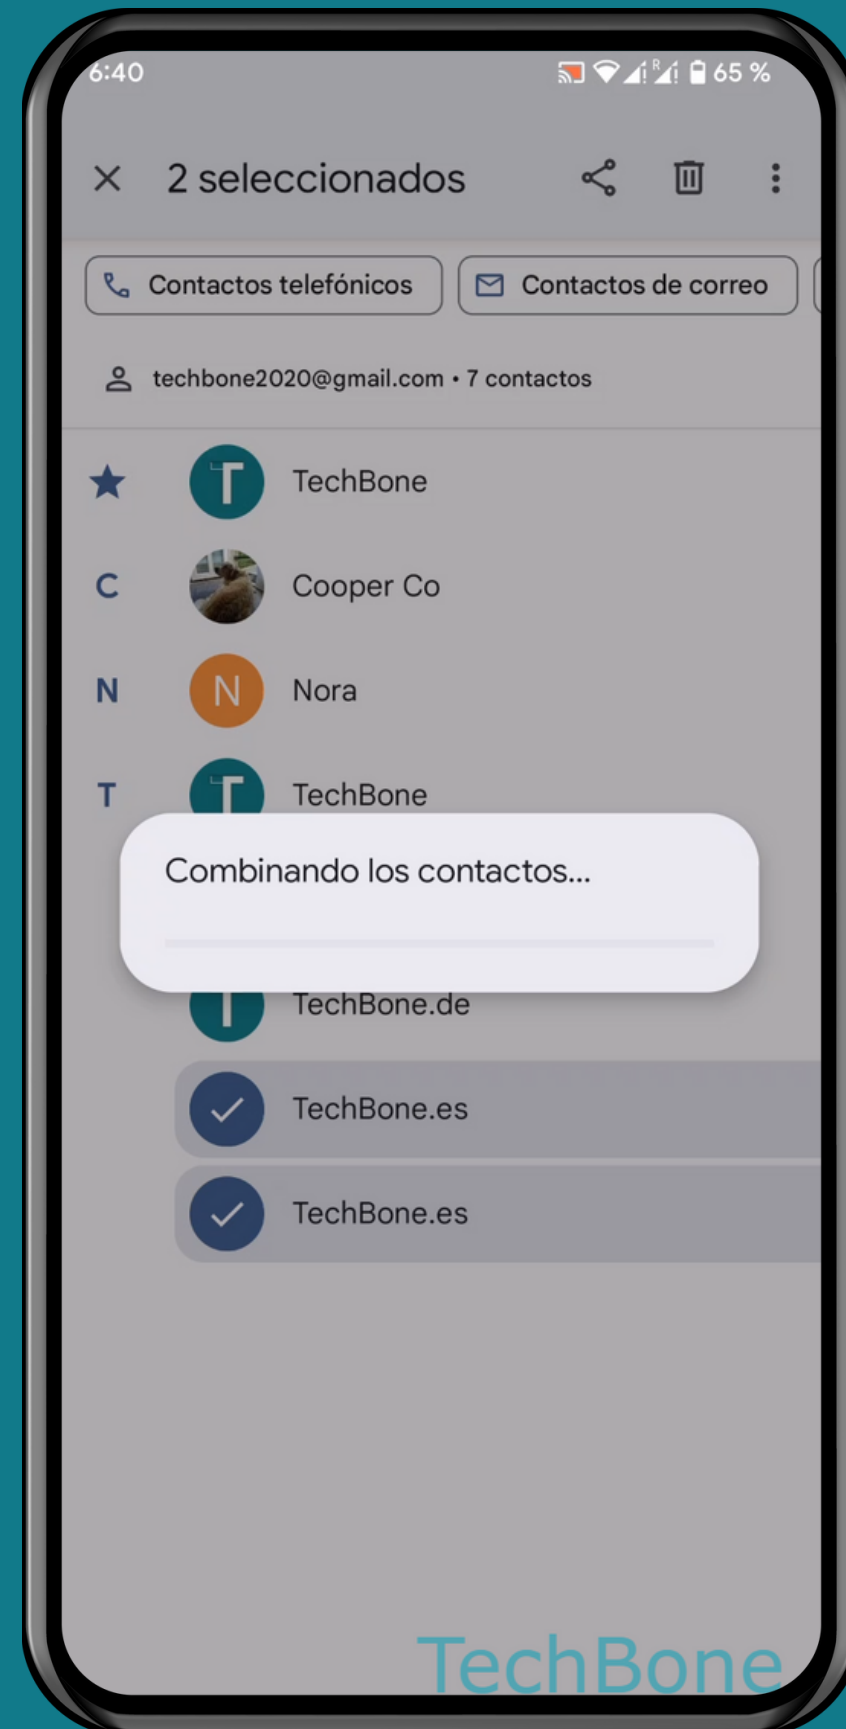 6:40 R 65 %
2 seleccionados
Contactos telefónicos Contactos de correo
techbone2020@gmail.com • 7 contactos
T TechBone
C Cooper Co
N N Nora
T T TechBone
Combinando los contactos...
T TechBone.de
TechBone.es
TechBone.es
TechBone